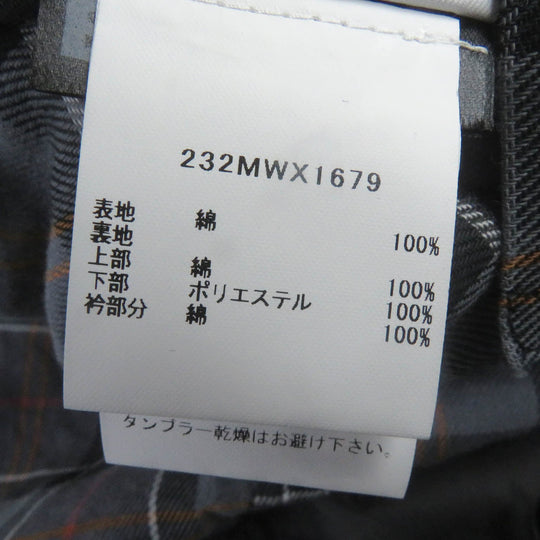 232MWX1679
表地 綿 100%
裏地
上部 綿 100%
下部 ポリエステル 100%
衿部分 綿 100%
タンブラー乾燥はお避け下さい。